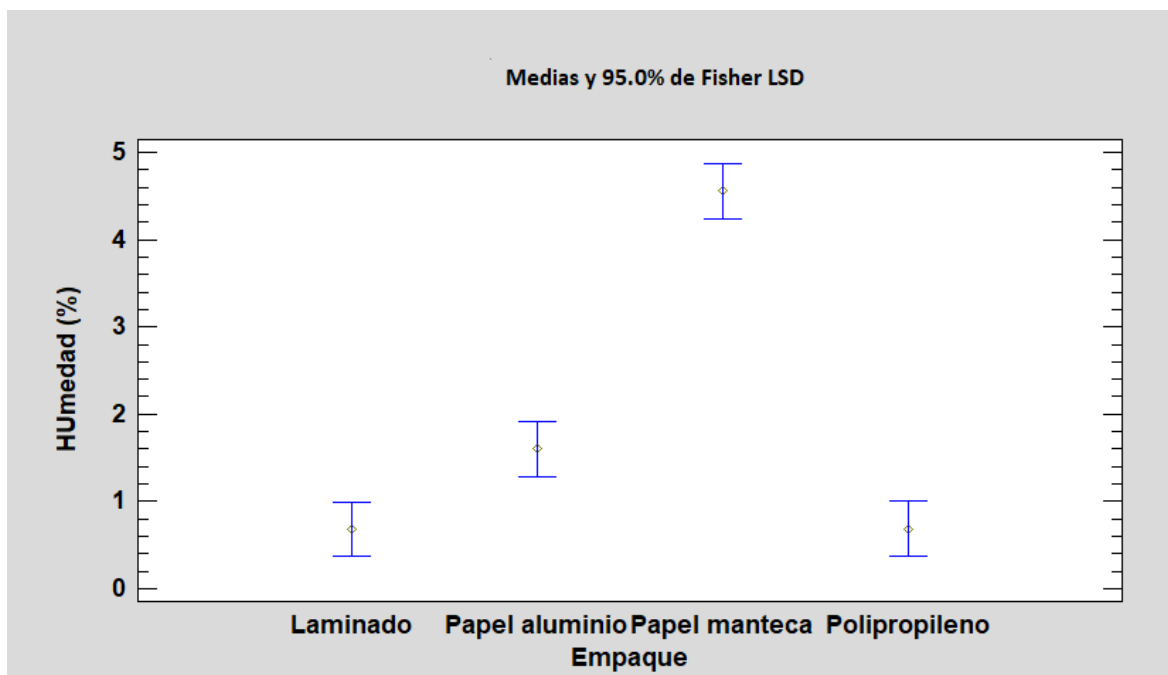 Medias y 95.0% de Fisher LSD
5
4
3
2
1
0
HUmedad (%)
Laminado Papel aluminio Papel manteca Polipropileno
Empaque